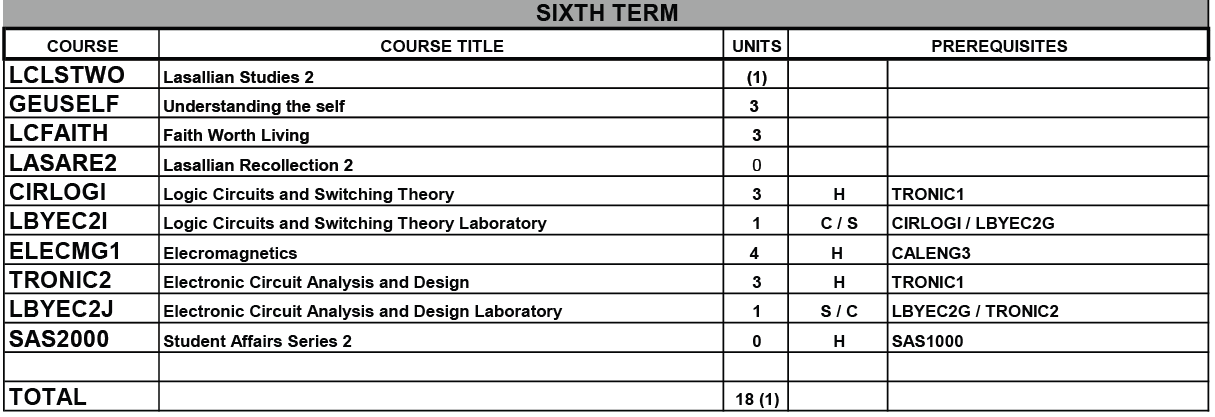 SIXTH TERM
COURSE COURSE TITLE UNITS PREREQUISITES
LCLSTWO Lasallian Studies 2 (1)
GEUSELF Understanding the self 3
LCFAITH Faith Worth Living 3
LASARE2 Lasallian Recollection 2 0
CIRLOGI Logic Circuits and Switching Theory 3 H TRONIC1
LBYEC2I Logic Circuits and Switching Theory Laboratory 1 C / S CIRLOGI / LBYEC2G
ELECMG1 Elecromagnetics 4 H CALENG3
TRONIC2 Electronic Circuit Analysis and Design 3 H TRONIC1
LBYEC2J Electronic Circuit Analysis and Design Laboratory 1 S / C LBYEC2G / TRONIC2
SAS2000 Student Affairs Series 2 0 H SAS1000
TOTAL 18 (1)